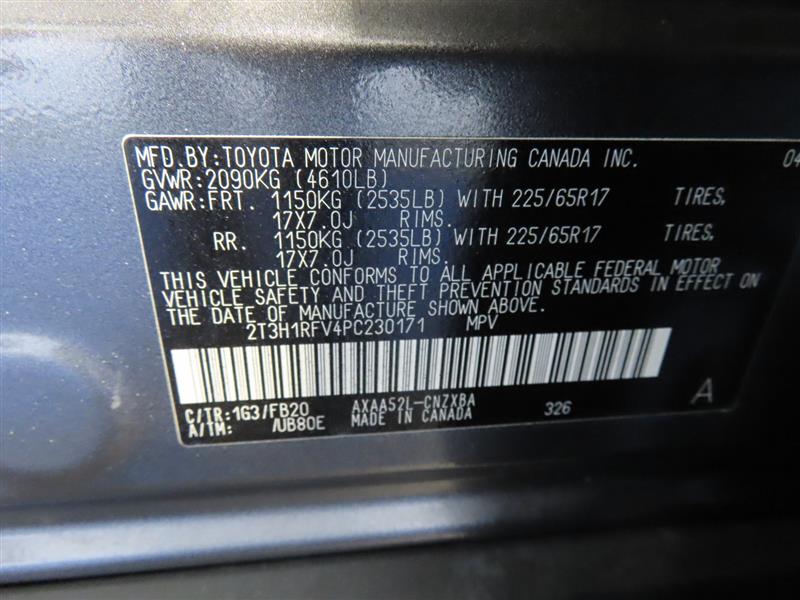 MFD.BY:TOYOTA MOTOR MANUFACTURING CANADA INC. 04
GVWR:2090KG (4610LB)
GAWR:FRT. 1150KG (2535LB) WITH 225/65R17 TIRES,
17X7.0J RIMS.
RR. 1150KG (2535LB) WITH 225/65R17 TIRES,
17X7.0J RIMS.
THIS VEHICLE CONFORMS TO ALL APPLICABLE FEDERAL MOTOR
VEHICLE SAFETY AND THEFT PREVENTION STANDARDS IN EFFECT ON
THE DATE OF MANUFACTURE SHOWN ABOVE.
2T3H1RFV4PC230171 MPV
C/TR:1G3/FB20 AXAA52L-CNZXBA 326 A
A/TM: /UB80E MADE IN CANADA